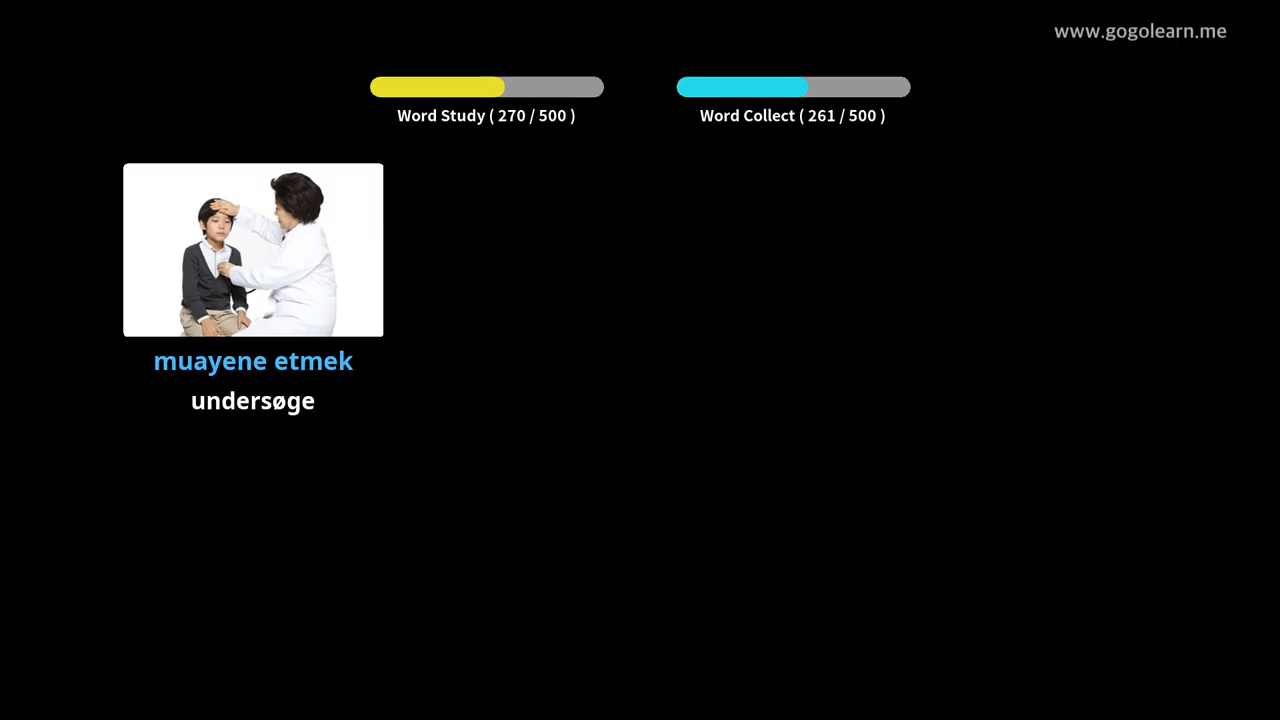 www.gogolearn.me
Word Study ( 270 / 500 )
Word Collect ( 261 / 500 )
muayene etmek
undersøge